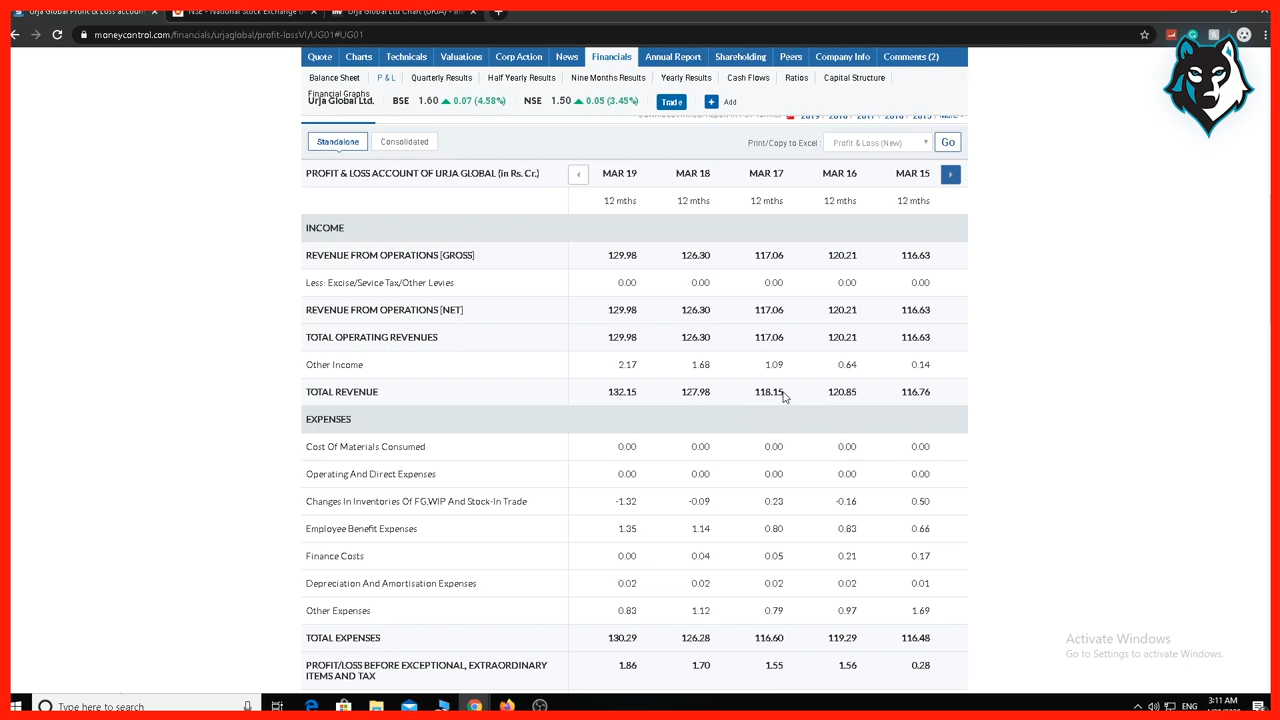 Urja Global Profit & Loss account
NSE - National Stock Exchange
Urja Global Ltd Chart (URJA)
moneycontrol.com/financials/urjaglobal/profit-lossVI/UG01#UG01
Quote Charts Technicals Valuations Corp Action News Financials Annual Report Shareholding Peers Company Info Comments (2)
Balance Sheet P & L Quarterly Results Half Yearly Results Nine Months Results Yearly Results Cash Flows Ratios Capital Structure
Financial Graphs
Urja Global Ltd. BSE 1.60 0.07 (4.58%) NSE 1.50 0.05 (3.45%) Trade + Add
Standalone Consolidated Print/Copy to Excel : Profit & Loss (New) Go
PROFIT & LOSS ACCOUNT OF URJA GLOBAL (in Rs. Cr.) MAR 19 MAR 18 MAR 17 MAR 16 MAR 15
12 mths 12 mths 12 mths 12 mths 12 mths
INCOME
REVENUE FROM OPERATIONS [GROSS] 129.98 126.30 117.06 120.21 116.63
Less: Excise/Sevice Tax/Other Levies 0.00 0.00 0.00 0.00 0.00
REVENUE FROM OPERATIONS [NET] 129.98 126.30 117.06 120.21 116.63
TOTAL OPERATING REVENUES 129.98 126.30 117.06 120.21 116.63
Other Income 2.17 1.68 1.09 0.64 0.14
TOTAL REVENUE 132.15 127.98 118.15 120.85 116.76
EXPENSES
Cost Of Materials Consumed 0.00 0.00 0.00 0.00 0.00
Operating And Direct Expenses 0.00 0.00 0.00 0.00 0.00
Changes In Inventories Of FG,WIP And Stock-In Trade -1.32 -0.09 0.23 -0.16 0.50
Employee Benefit Expenses 1.35 1.14 0.80 0.83 0.66
Finance Costs 0.00 0.04 0.05 0.21 0.17
Depreciation And Amortisation Expenses 0.02 0.02 0.02 0.02 0.01
Other Expenses 0.83 1.12 0.79 0.97 1.69
TOTAL EXPENSES 130.29 126.28 116.60 119.29 116.48
PROFIT/LOSS BEFORE EXCEPTIONAL, EXTRAORDINARY ITEMS AND TAX 1.86 1.70 1.55 1.56 0.28
Activate Windows
Go to Settings to activate Windows.
Type here to search
ENG
3:11 AM